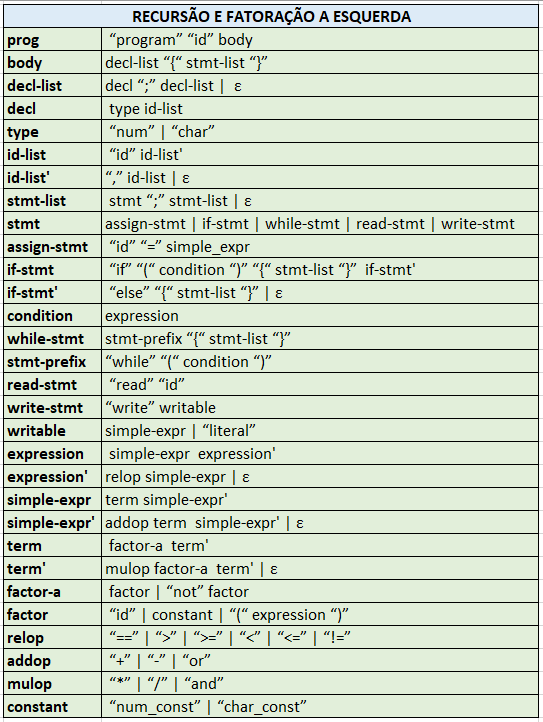 RECURSÃO E FATORAÇÃO A ESQUERDA
prog “program” “id” body
body decl-list “{“ stmt-list “}”
decl-list decl “;” decl-list | ε
decl type id-list
type “num” | “char”
id-list “id” id-list'
id-list' “,” id-list | ε
stmt-list stmt “;” stmt-list | ε
stmt assign-stmt | if-stmt | while-stmt | read-stmt | write-stmt
assign-stmt “id” “=” simple_expr
if-stmt “if” “(“ condition “)” “{“ stmt-list “}” if-stmt'
if-stmt' “else” “{“ stmt-list “}” | ε
condition expression
while-stmt stmt-prefix “{“ stmt-list “}”
stmt-prefix “while” “(“ condition “)”
read-stmt “read” “id”
write-stmt “write” writable
writable simple-expr | “literal”
expression simple-expr expression'
expression' relop simple-expr | ε
simple-expr term simple-expr'
simple-expr' addop term simple-expr' | ε
term factor-a term'
term' mulop factor-a term' | ε
factor-a factor | “not” factor
factor “id” | constant | “(“ expression “)”
relop “==” | “>” | “>=” | “<” | “<=” | “!=”
addop “+” | “-” | “or”
mulop “*” | “/” | “and”
constant “num_const” | “char_const”